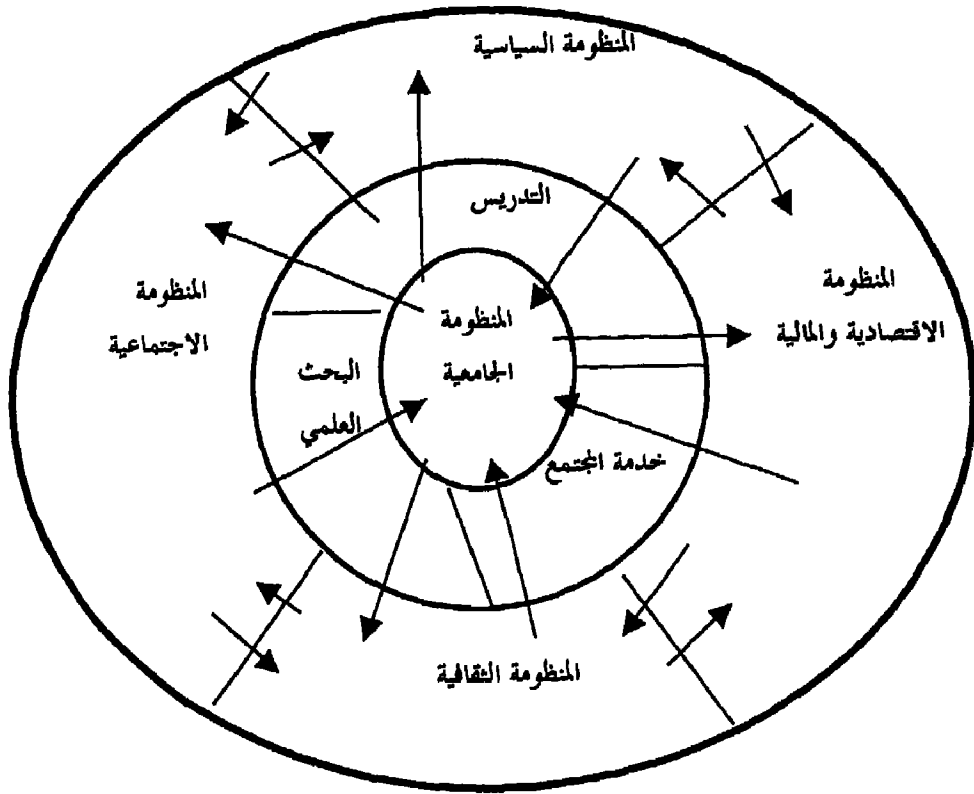 المنظومة السياسية
التدريس
المنظومة
الاقتصادية والمالية
المنظومة
الاجتماعية
المنظومة
الجامعية
البحث
العلمي
خدمة المجتمع
المنظومة الثقافية